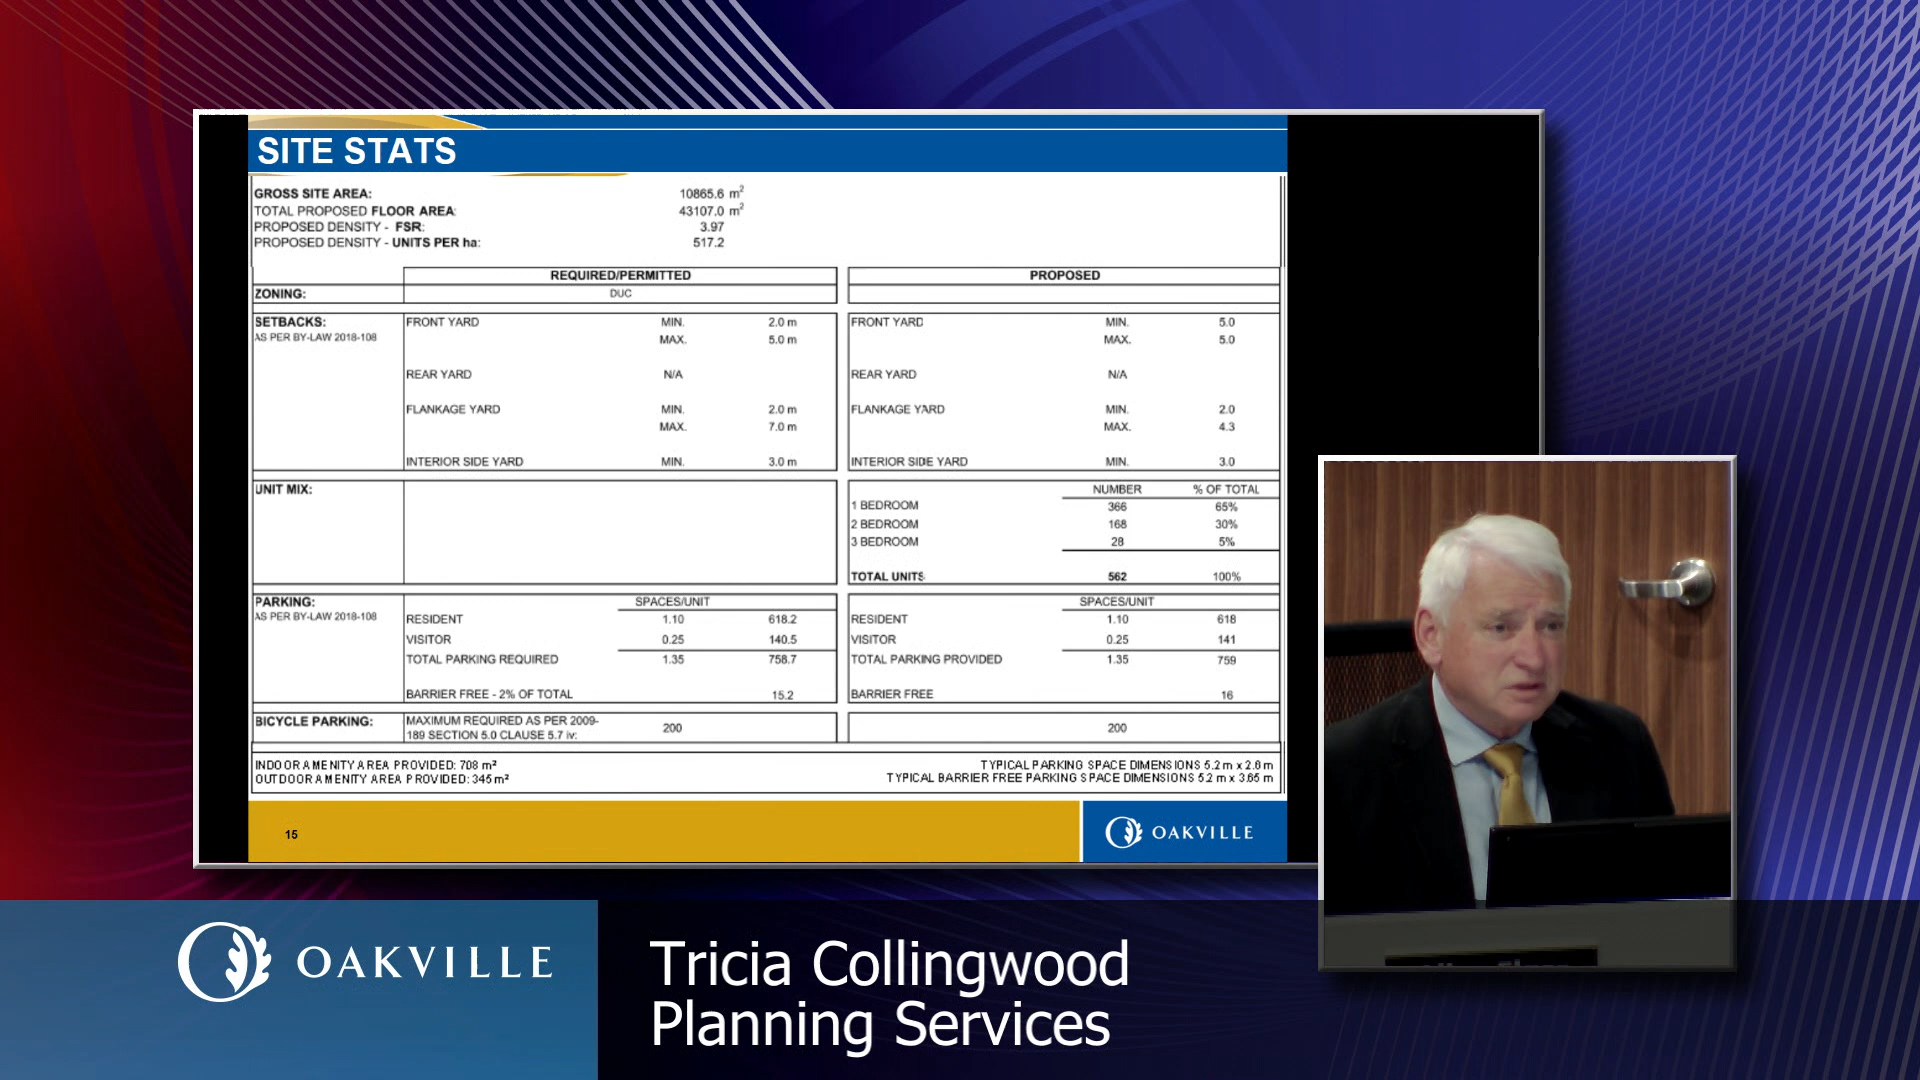 SITE STATS
GROSS SITE AREA: 10865.6 m²
TOTAL PROPOSED FLOOR AREA: 43107.0 m²
PROPOSED DENSITY - FSR: 3.97
PROPOSED DENSITY - UNITS PER ha: 517.2
REQUIRED/PERMITTED PROPOSED
ZONING: DUC
SETBACKS: FRONT YARD MIN. 2.0 m FRONT YARD MIN. 5.0
AS PER BY-LAW 2018-108 MAX. 5.0 m MAX. 5.0
REAR YARD N/A REAR YARD N/A
FLANKAGE YARD MIN. 2.0 m FLANKAGE YARD MIN. 2.0
MAX. 7.0 m MAX. 4.3
INTERIOR SIDE YARD MIN. 3.0 m INTERIOR SIDE YARD MIN. 3.0
UNIT MIX: NUMBER % OF TOTAL
1 BEDROOM 366 65%
2 BEDROOM 168 30%
3 BEDROOM 28 5%
TOTAL UNITS 562 100%
PARKING: SPACES/UNIT SPACES/UNIT
AS PER BY-LAW 2018-108 RESIDENT 1.10 618.2 RESIDENT 1.10 618
VISITOR 0.25 140.5 VISITOR 0.25 141
TOTAL PARKING REQUIRED 1.35 758.7 TOTAL PARKING PROVIDED 1.35 759
BARRIER FREE - 2% OF TOTAL 15.2 BARRIER FREE 16
BICYCLE PARKING: MAXIMUM REQUIRED AS PER 2009-
189 SECTION 5.0 CLAUSE 5.7 iv: 200 200
INDOOR AMENITY AREA PROVIDED: 708 m² TYPICAL PARKING SPACE DIMENSIONS 5.2 m x 2.8 m
OUTDOOR AMENITY AREA PROVIDED: 345 m² TYPICAL BARRIER FREE PARKING SPACE DIMENSIONS 5.2 m x 3.65 m
15
OAKVILLE
OAKVILLE
Tricia Collingwood
Planning Services